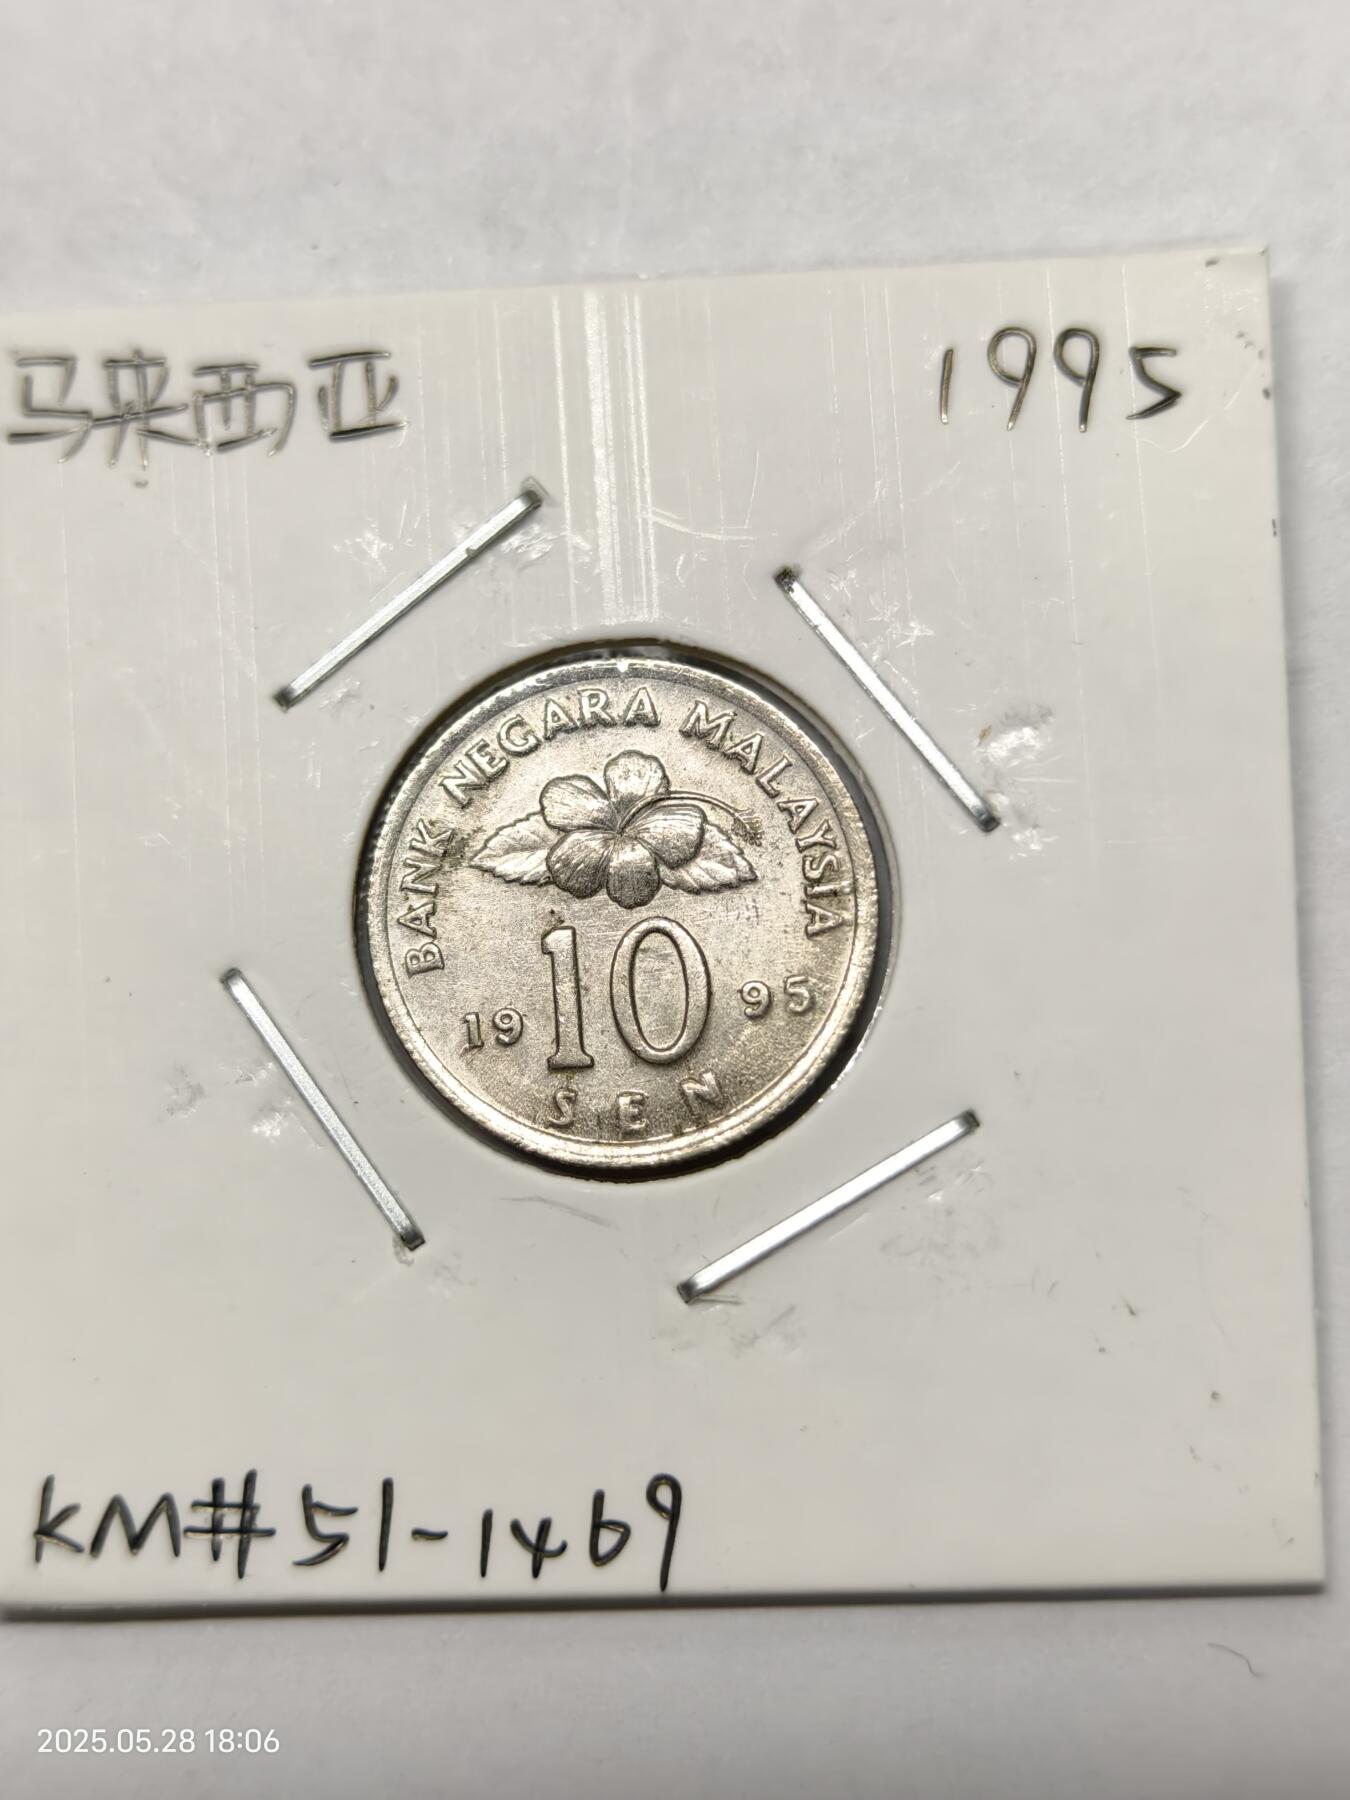 马来西亚
1995
BANK NEGARA MALAYSIA
10
19 95
SEN
KM#51-1469
2025.05.28 18:06